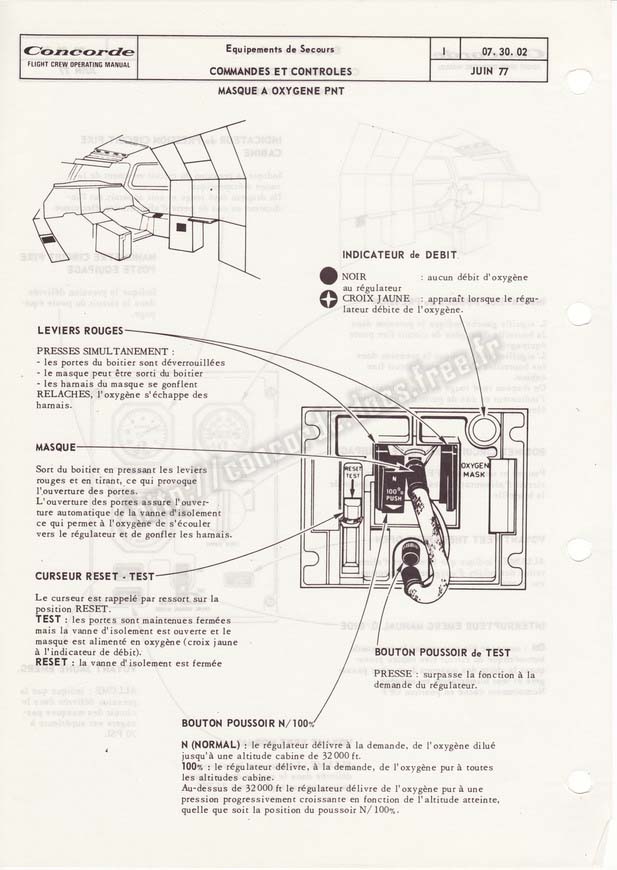 Concorde
FLIGHT CREW OPERATING MANUAL
Equipements de Secours
COMMANDES ET CONTROLES
I
07. 30. 02
JUIN 77
MASQUE A OXYGENE PNT
INDICATEUR de DEBIT
NOIR : aucun débit d'oxygène
au régulateur
CROIX JAUNE : apparaît lorsque le régu-
lateur débite de l'oxygène.
LEVIERS ROUGES
PRESSES SIMULTANEMENT :
- les portes du boitier sont déverrouillées
- le masque peut être sorti du boitier
- les harnais du masque se gonflent
RELACHES, l'oxygène s'échappe des
harnais.
MASQUE
Sort du boitier en pressant les leviers
rouges et en tirant, ce qui provoque
l'ouverture des portes.
L'ouverture des portes assure l'ouver-
ture automatique de la vanne d'isolement
ce qui permet à l'oxygène de s'écouler
vers le régulateur et de gonfler les harnais.
RESET
TEST
N
100%
PUSH
OXYGEN
MASK
CURSEUR RESET - TEST
Le curseur est rappelé par ressort sur la
position RESET.
TEST : les portes sont maintenues fermées
mais la vanne d'isolement est ouverte et le
masque est alimenté en oxygène (croix jaune
à l'indicateur de débit).
RESET : la vanne d'isolement est fermée
BOUTON POUSSOIR de TEST
PRESSE : surpasse la fonction à la
demande du régulateur.
BOUTON POUSSOIR N/100%
N (NORMAL) : le régulateur délivre à la demande, de l'oxygène dilué
jusqu'à une altitude cabine de 32 000 ft.
100% : le régulateur délivre, à la demande, de l'oxygène pur à toutes
les altitudes cabine.
Au-dessus de 32 000 ft le régulateur délivre de l'oxygène pur à une
pression progressivement croissante en fonction de l'altitude atteinte,
quelle que soit la position du poussoir N/100%.